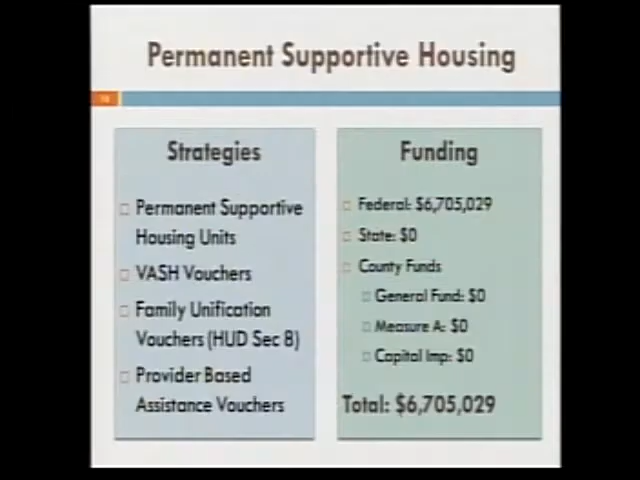 Permanent Supportive Housing
Strategies
Permanent Supportive
Housing Units
VASH Vouchers
Family Unification
Vouchers (HUD Sec 8)
Provider Based
Assistance Vouchers
Funding
Federal: $6,705,029
State: $0
County Funds
General Fund: $0
Measure A: $0
Capital Imp: $0
Total: $6,705,029